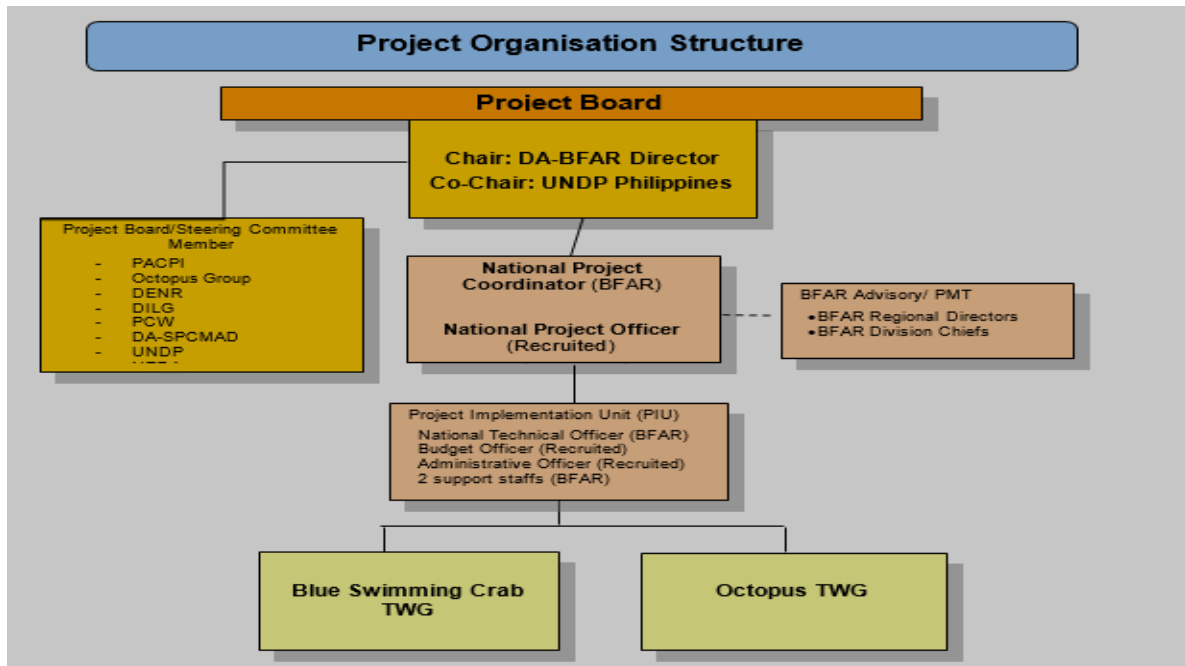 Project Organisation Structure
Project Board
Chair: DA-BFAR Director
Co-Chair: UNDP Philippines
Project Board/Steering Committee
Member
- PACPI
- Octopus Group
- DENR
- DILG
- PCW
- DA-SPCMAD
- UNDP
National Project
Coordinator (BFAR)
National Project Officer
(Recruited)
BFAR Advisory/ PMT
•BFAR Regional Directors
•BFAR Division Chiefs
Project Implementation Unit (PIU)
National Technical Officer (BFAR)
Budget Officer (Recruited)
Administrative Officer (Recruited)
2 support staffs (BFAR)
Blue Swimming Crab
TWG
Octopus TWG